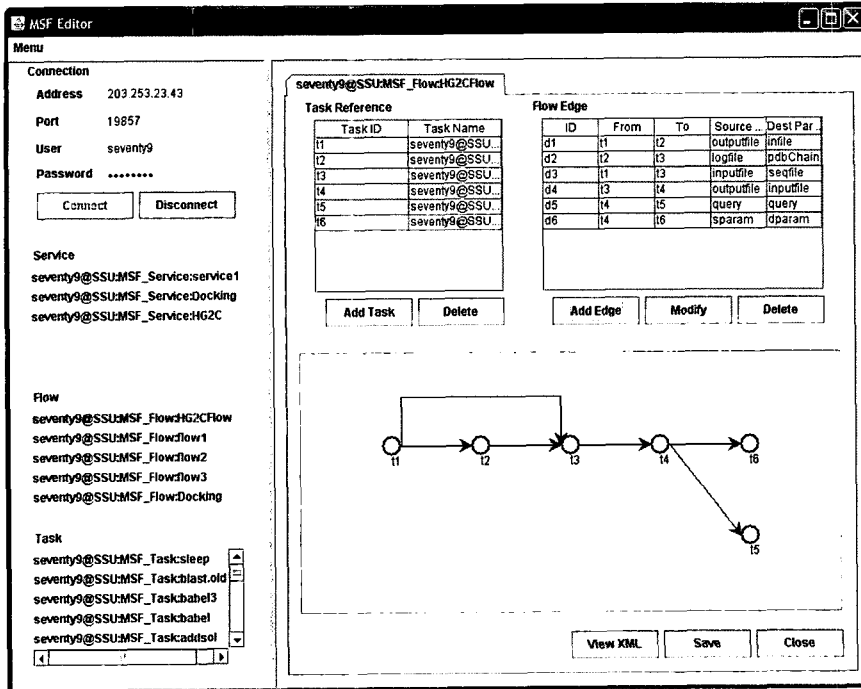 MSF Editor
Menu
Connection
Address 203.253.23.43
Port 19857
User seventy9
Password ••••••••
Connect Disconnect
Service
seventy9@SSU:MSF_Service:service1
seventy9@SSU:MSF_Service:Docking
seventy9@SSU:MSF_Service:HG2C
Flow
seventy9@SSU:MSF_Flow:HG2CFlow
seventy9@SSU:MSF_Flow:flow1
seventy9@SSU:MSF_Flow:flow2
seventy9@SSU:MSF_Flow:flow3
seventy9@SSU:MSF_Flow:Docking
Task
seventy9@SSU:MSF_Task:sleep
seventy9@SSU:MSF_Task:blast.old
seventy9@SSU:MSF_Task:babel3
seventy9@SSU:MSF_Task:babel
seventy9@SSU:MSF_Task:addsol
seventy9@SSU:MSF_Flow:HG2CFlow
Task Reference
Task ID Task Name
t1 seventy9@SSU...
t2 seventy9@SSU...
t3 seventy9@SSU...
t4 seventy9@SSU...
t5 seventy9@SSU...
t6 seventy9@SSU...
Add Task Delete
Flow Edge
ID From To Source ... Dest Par...
d1 t1 t2 outputfile infile
d2 t2 t3 logfile pdbChain
d3 t1 t3 inputfile seqfile
d4 t3 t4 outputfile inputfile
d5 t4 t5 query query
d6 t4 t6 sparam dparam
Add Edge Modify Delete
t1 t2 t3 t4 t6
t5
View XML Save Close